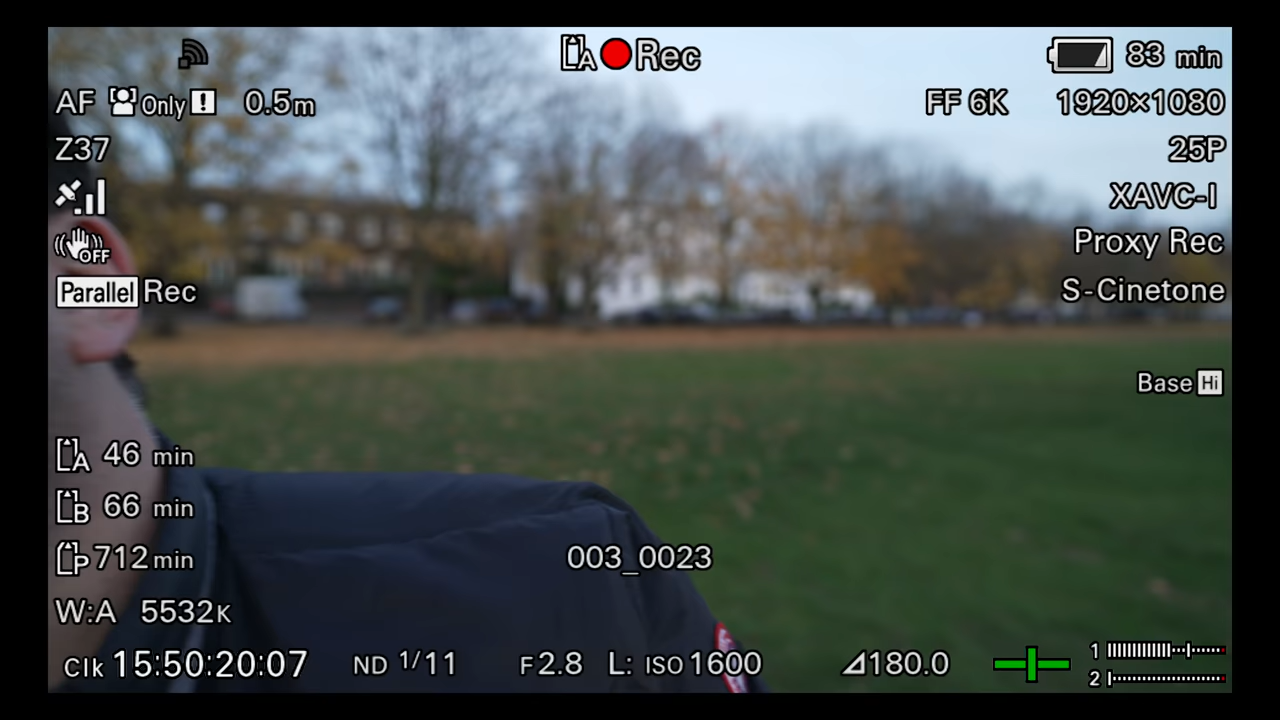 A Rec 83 min
AF Only ! 0.5m FF 6K 1920×1080
Z37 25P
XAVC-I
OFF Proxy Rec
Parallel Rec S-Cinetone
Base Hi
A 46 min
B 66 min
P 712 min 003_0023
W:A 5532K
Clk 15:50:20:07 ND 1/11 F2.8 L: ISO 1600 ⊿180.0 1
2